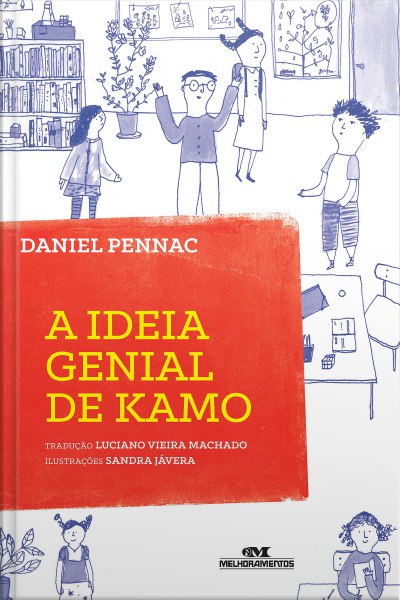 DANIEL PENNAC
A IDEIA
GENIAL
DE KAMO
TRADUÇÃO LUCIANO VIEIRA MACHADO
ILUSTRAÇÕES SANDRA JÁVERA
MELHORAMENTOS